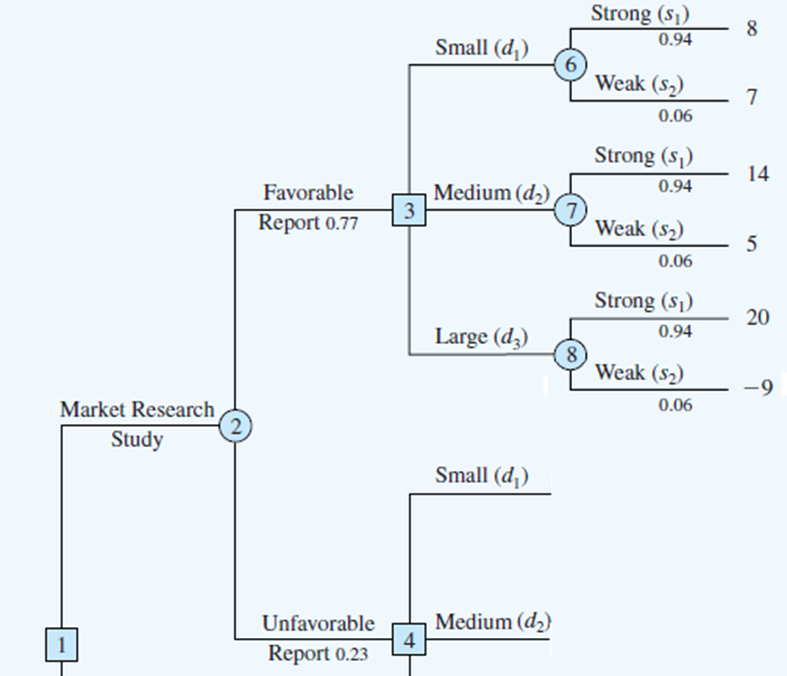 Strong (s₁)
8
0.94
Small (d₁)
6
Weak (s₂)
7
0.06
Strong (s₁)
14
0.94
Favorable
Medium (d₂)
3
7
Report 0.77
Weak (s₂)
5
0.06
Strong (s₁)
20
0.94
Large (d₃)
8
Weak (s₂)
−9
0.06
Market Research
2
Study
Small (d₁)
Unfavorable
Medium (d₂)
1
4
Report 0.23